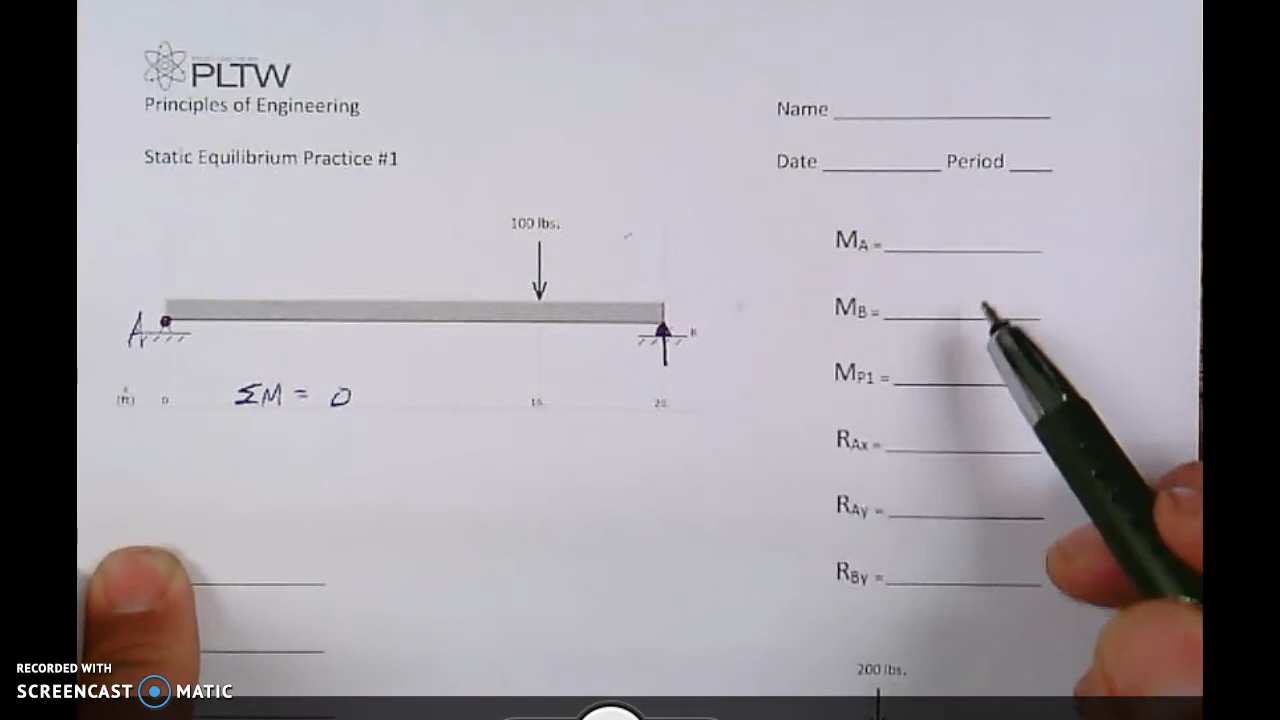 PLTW
Principles of Engineering
Static Equilibrium Practice #1
Name
Date Period
100 lbs.
A
B
x
(ft) 0 15 20
ΣM = 0
MA =
MB =
MP1 =
RAx =
RAy =
RBy =
200 lbs.
RECORDED WITH
SCREENCAST MATIC